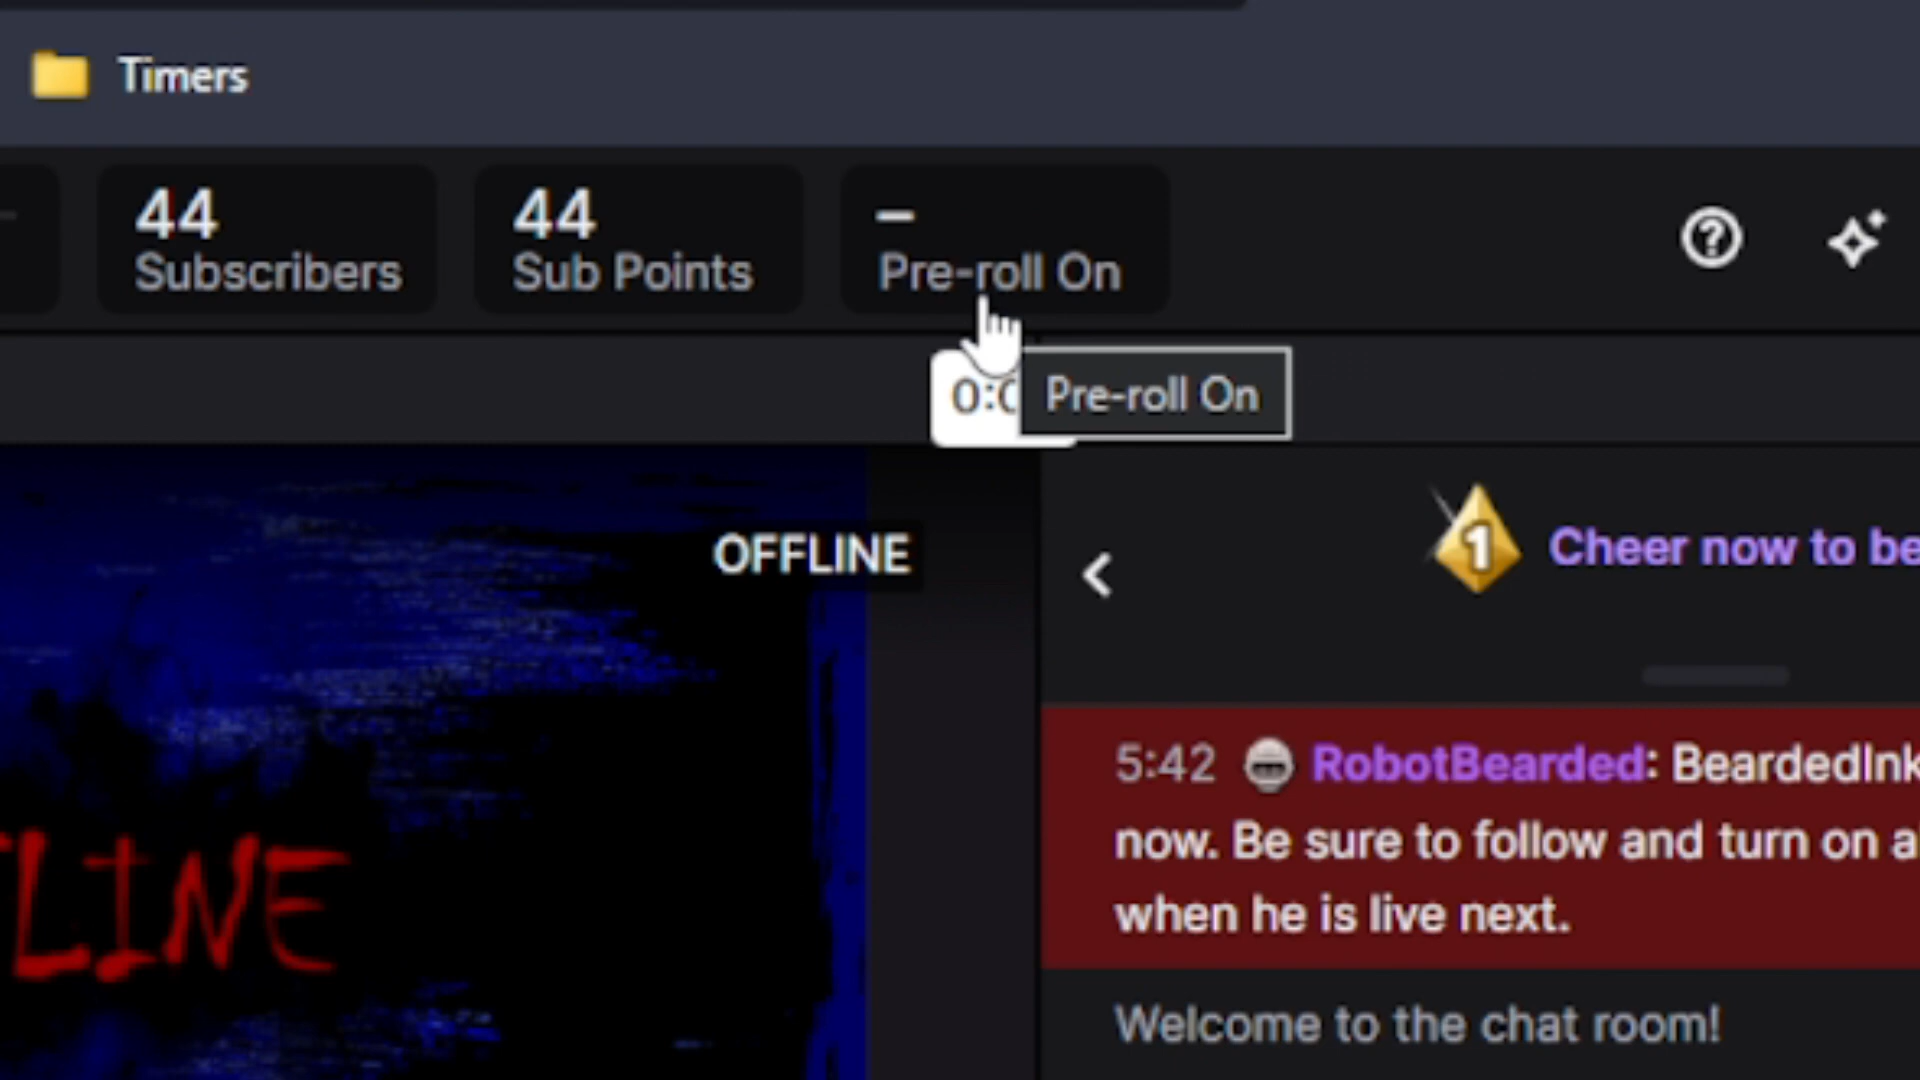 Timers
44
Subscribers
44
Sub Points
–
Pre-roll On
Pre-roll On
OFFLINE
1
Cheer now to be
5:42 RobotBearded: BeardedInk
now. Be sure to follow and turn on a
when he is live next.
LINE
Welcome to the chat room!